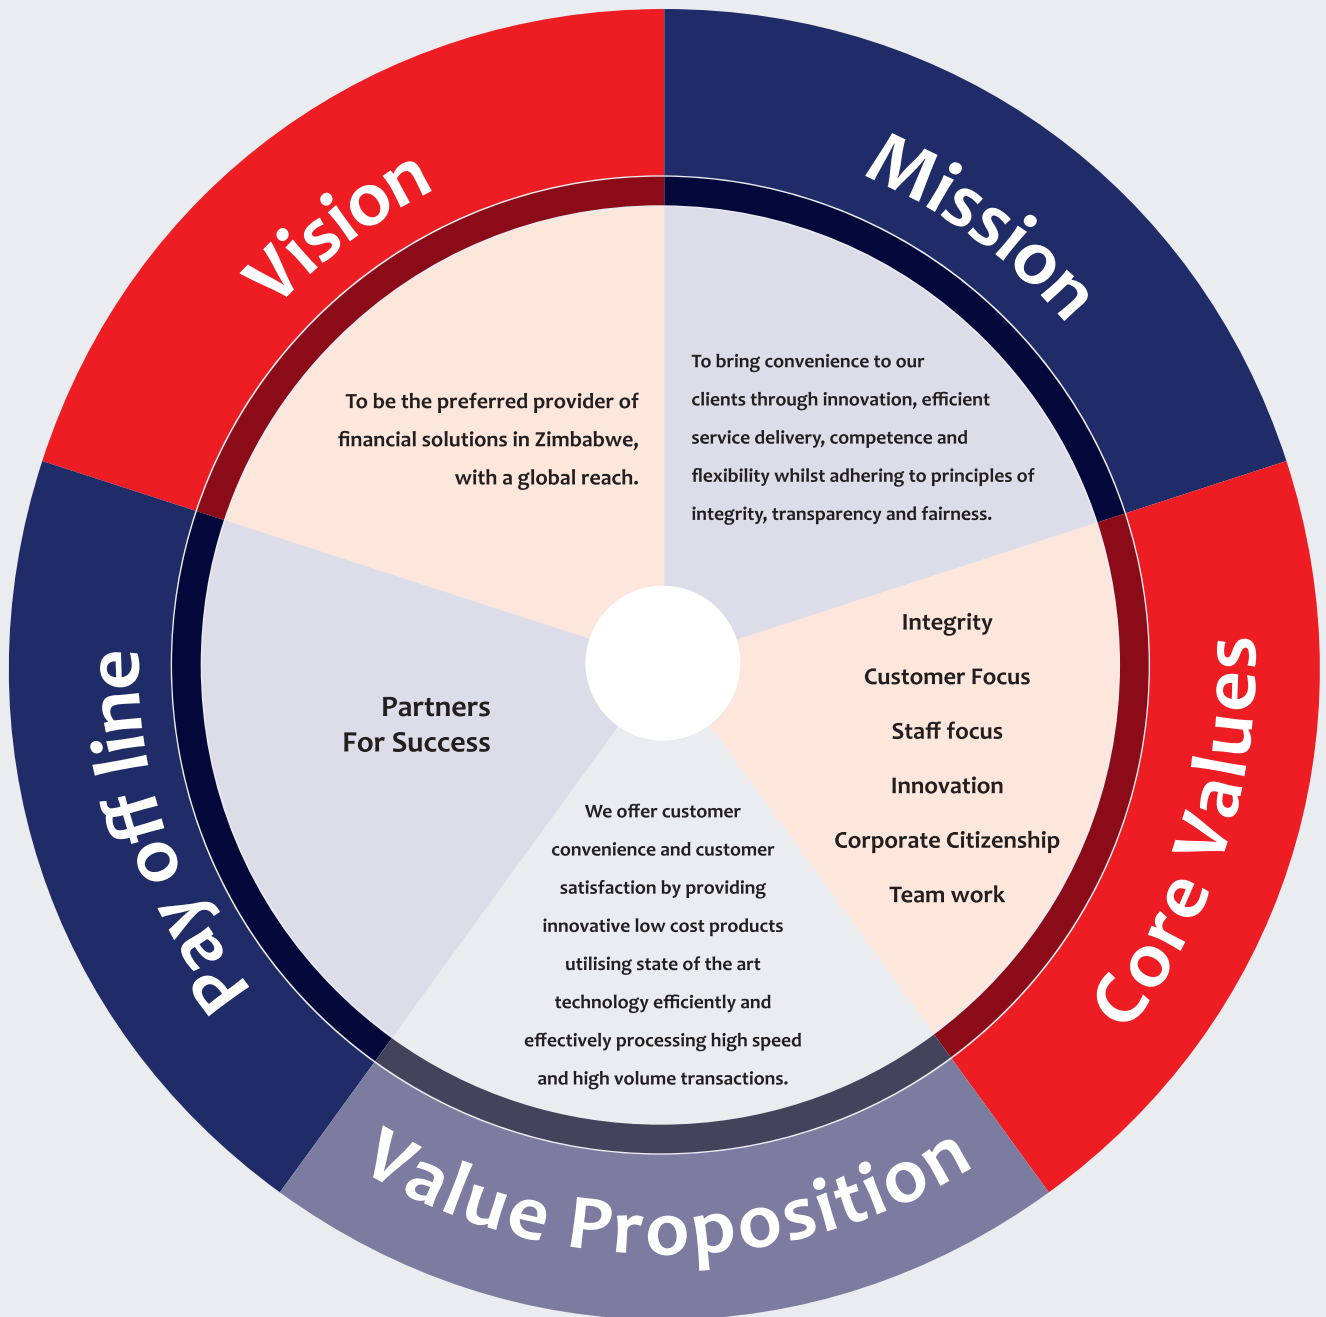 Vision
To be the preferred provider of
financial solutions in Zimbabwe,
with a global reach.
Mission
To bring convenience to our
clients through innovation, efficient
service delivery, competence and
flexibility whilst adhering to principles of
integrity, transparency and fairness.
Core Values
Integrity
Customer Focus
Staff focus
Innovation
Corporate Citizenship
Team work
Value Proposition
We offer customer
convenience and customer
satisfaction by providing
innovative low cost products
utilising state of the art
technology efficiently and
effectively processing high speed
and high volume transactions.
Pay off line
Partners
For Success